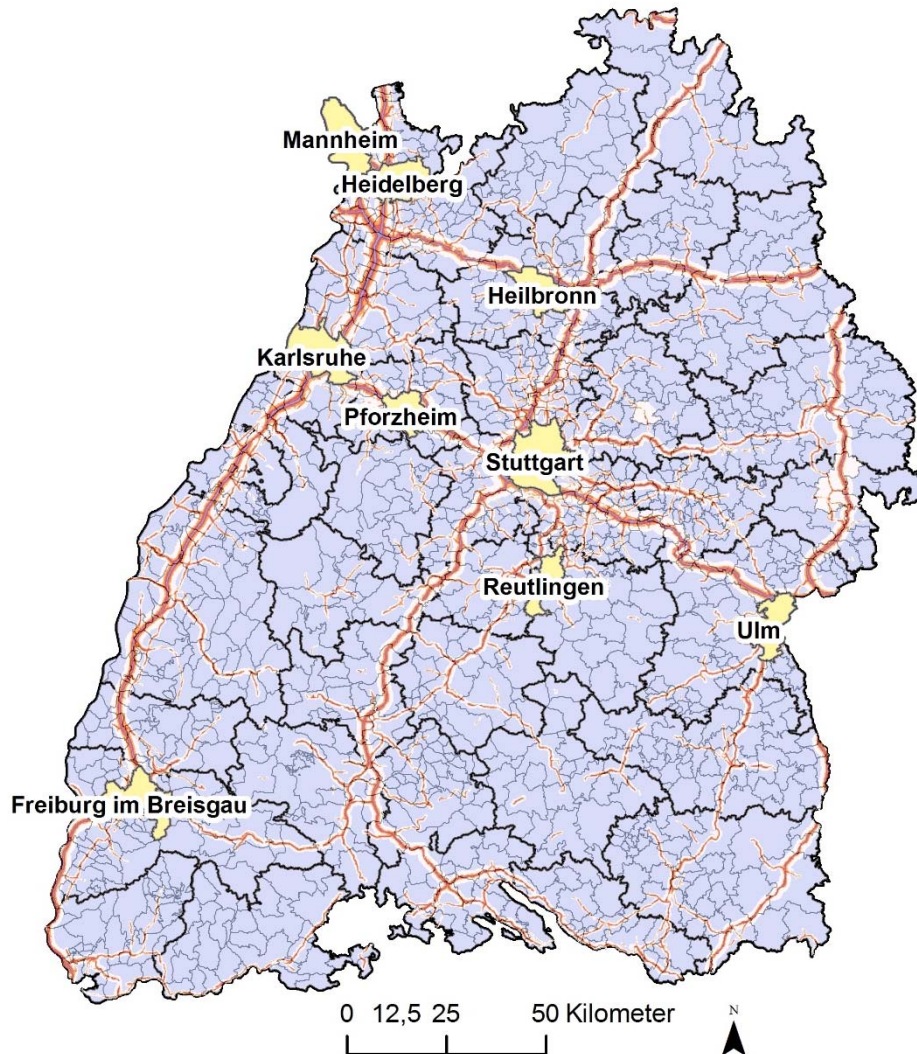 Mannheim
Heidelberg
Heilbronn
Karlsruhe
Pforzheim
Stuttgart
Reutlingen
Ulm
Freiburg im Breisgau
0 12,5 25 50 Kilometer
N